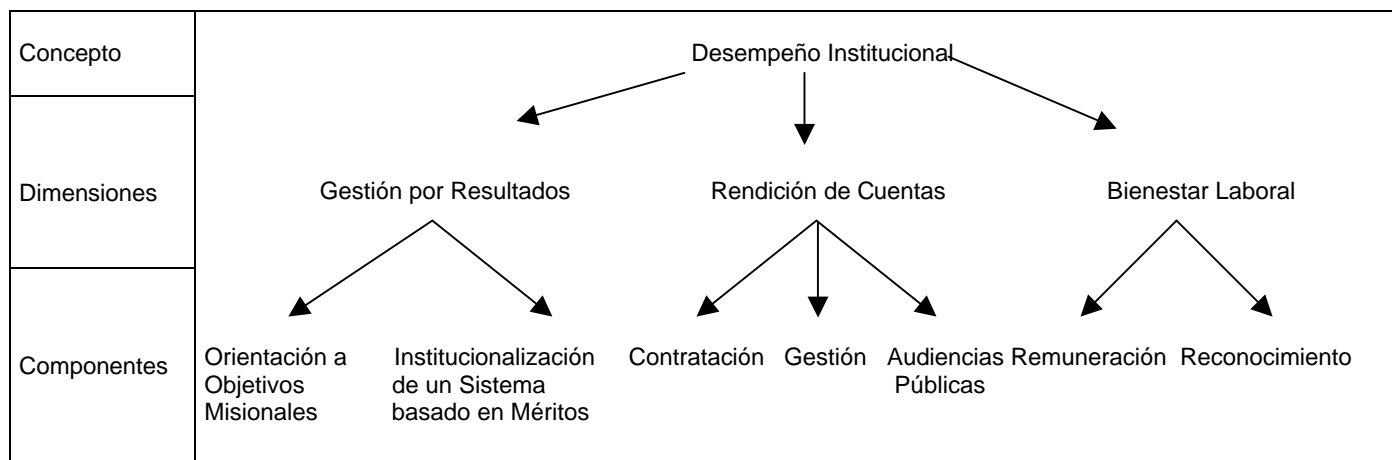 Concepto
Desempeño Institucional
Dimensiones
Gestión por Resultados
Rendición de Cuentas
Bienestar Laboral
Componentes
Orientación a
Objetivos
Misionales
Institucionalización
de un Sistema
basado en Méritos
Contratación
Gestión
Audiencias
Públicas
Remuneración
Reconocimiento